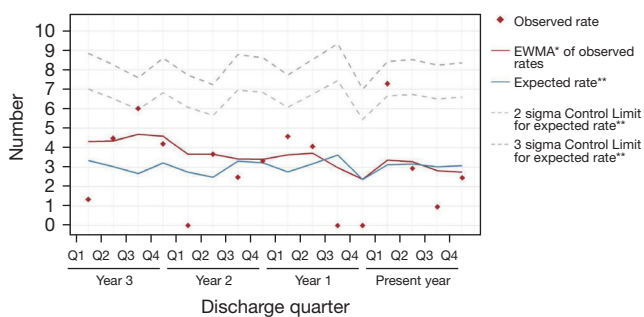 10
9
8
7
6
5
4
3
2
1
0
Number
Q1 Q2 Q3 Q4 Q1 Q2 Q3 Q4 Q1 Q2 Q3 Q4 Q1 Q2 Q3 Q4
Year 3 Year 2 Year 1 Present year
Discharge quarter
Observed rate
EWMA* of observed
rates
Expected rate**
2 sigma Control Limit
for expected rate**
3 sigma Control Limit
for expected rate**